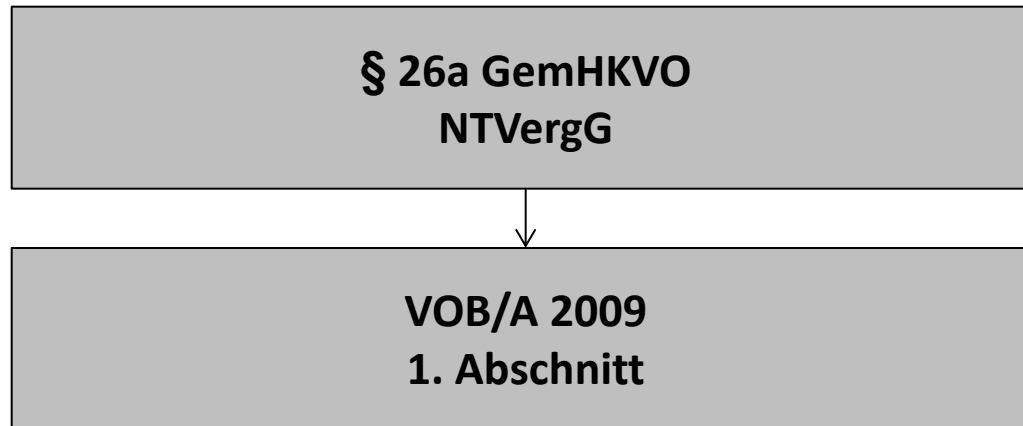 § 26a GemHKVO
NTVergG
VOB/A 2009
1. Abschnitt